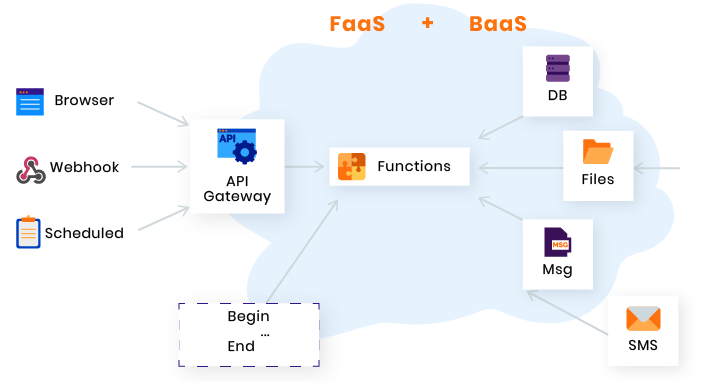 FaaS + BaaS
Browser
Webhook
Scheduled
API
API
Gateway
Functions
DB
Files
MSG
Msg
SMS
Begin
...
End